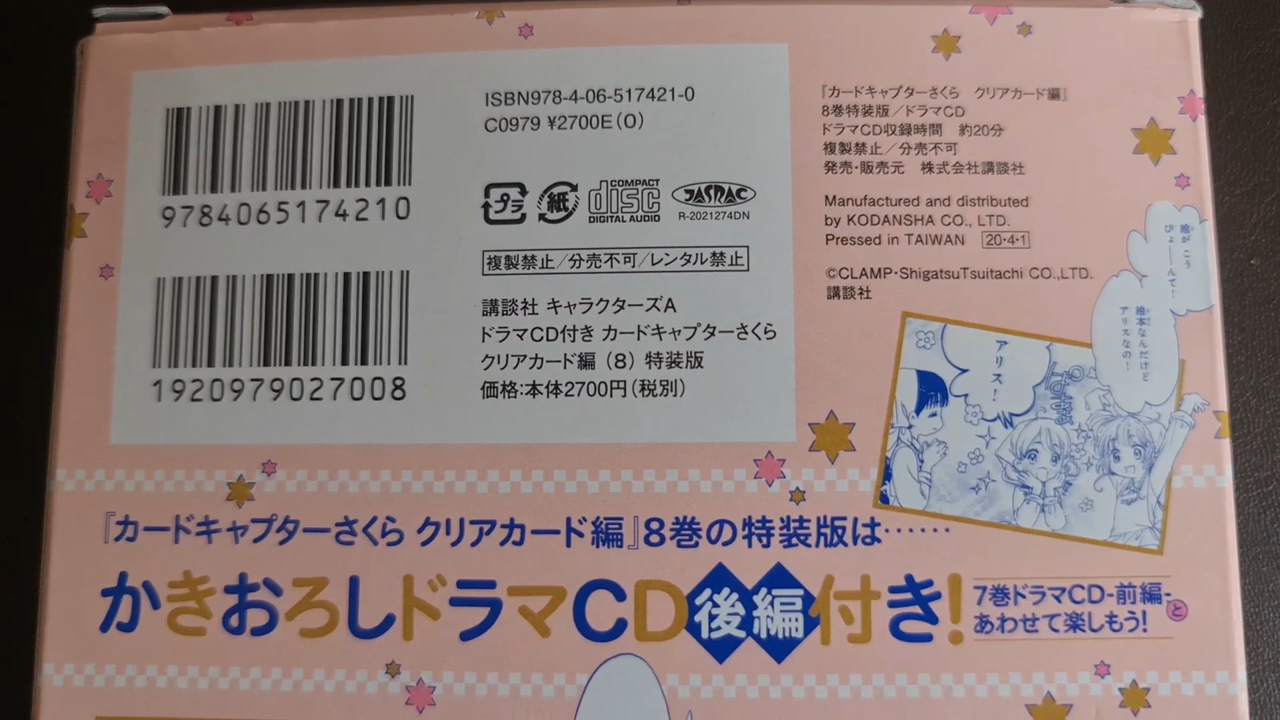 9784065174210
1920979027008
ISBN978-4-06-517421-0
C0979 ¥2700E(0)
プラ
紙
COMPACT
disc
DIGITAL AUDIO
JASRAC
R-2021274DN
複製禁止/分売不可/レンタル禁止
講談社 キャラクターズA
ドラマCD付き カードキャプターさくら
クリアカード編(8)特装版
価格:本体2700円(税別)
『カードキャプターさくら クリアカード編』
8巻特装版/ドラマCD
ドラマCD収録時間 約20分
複製禁止/分売不可
発売・販売元 株式会社講談社
Manufactured and distributed
by KODANSHA CO., LTD.
Pressed in TAIWAN 20・4・1
©CLAMP・ShigatsuTsuitachi CO.,LTD.
講談社
絵がこう
ぴょーんて!
絵本なんだけど
アリスなの!
アリス!
『カードキャプターさくら クリアカード編』8巻の特装版は……
かきおろしドラマCD後編付き!
7巻ドラマCD-前編-と
あわせて楽しもう!